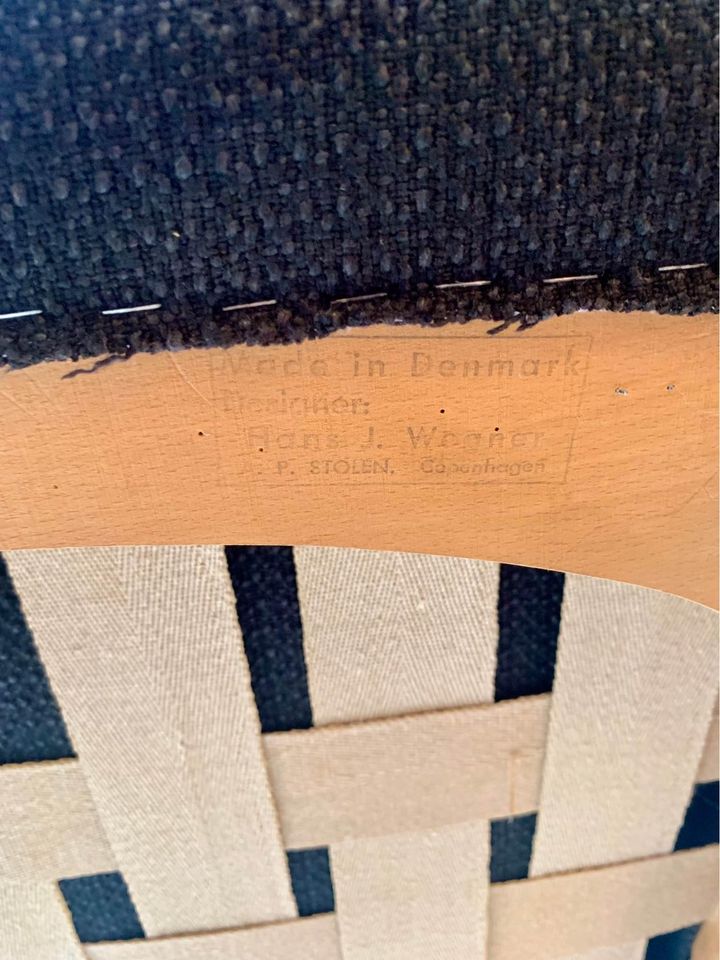 Made in Denmark
Designer:
Hans J. Wegner
A. P. STOLEN, Copenhagen